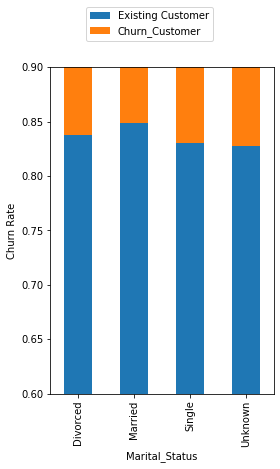 Existing Customer
Churn_Customer
0.90
0.85
0.80
0.75
0.70
0.65
0.60
Churn Rate
Divorced
Married
Single
Unknown
Marital_Status